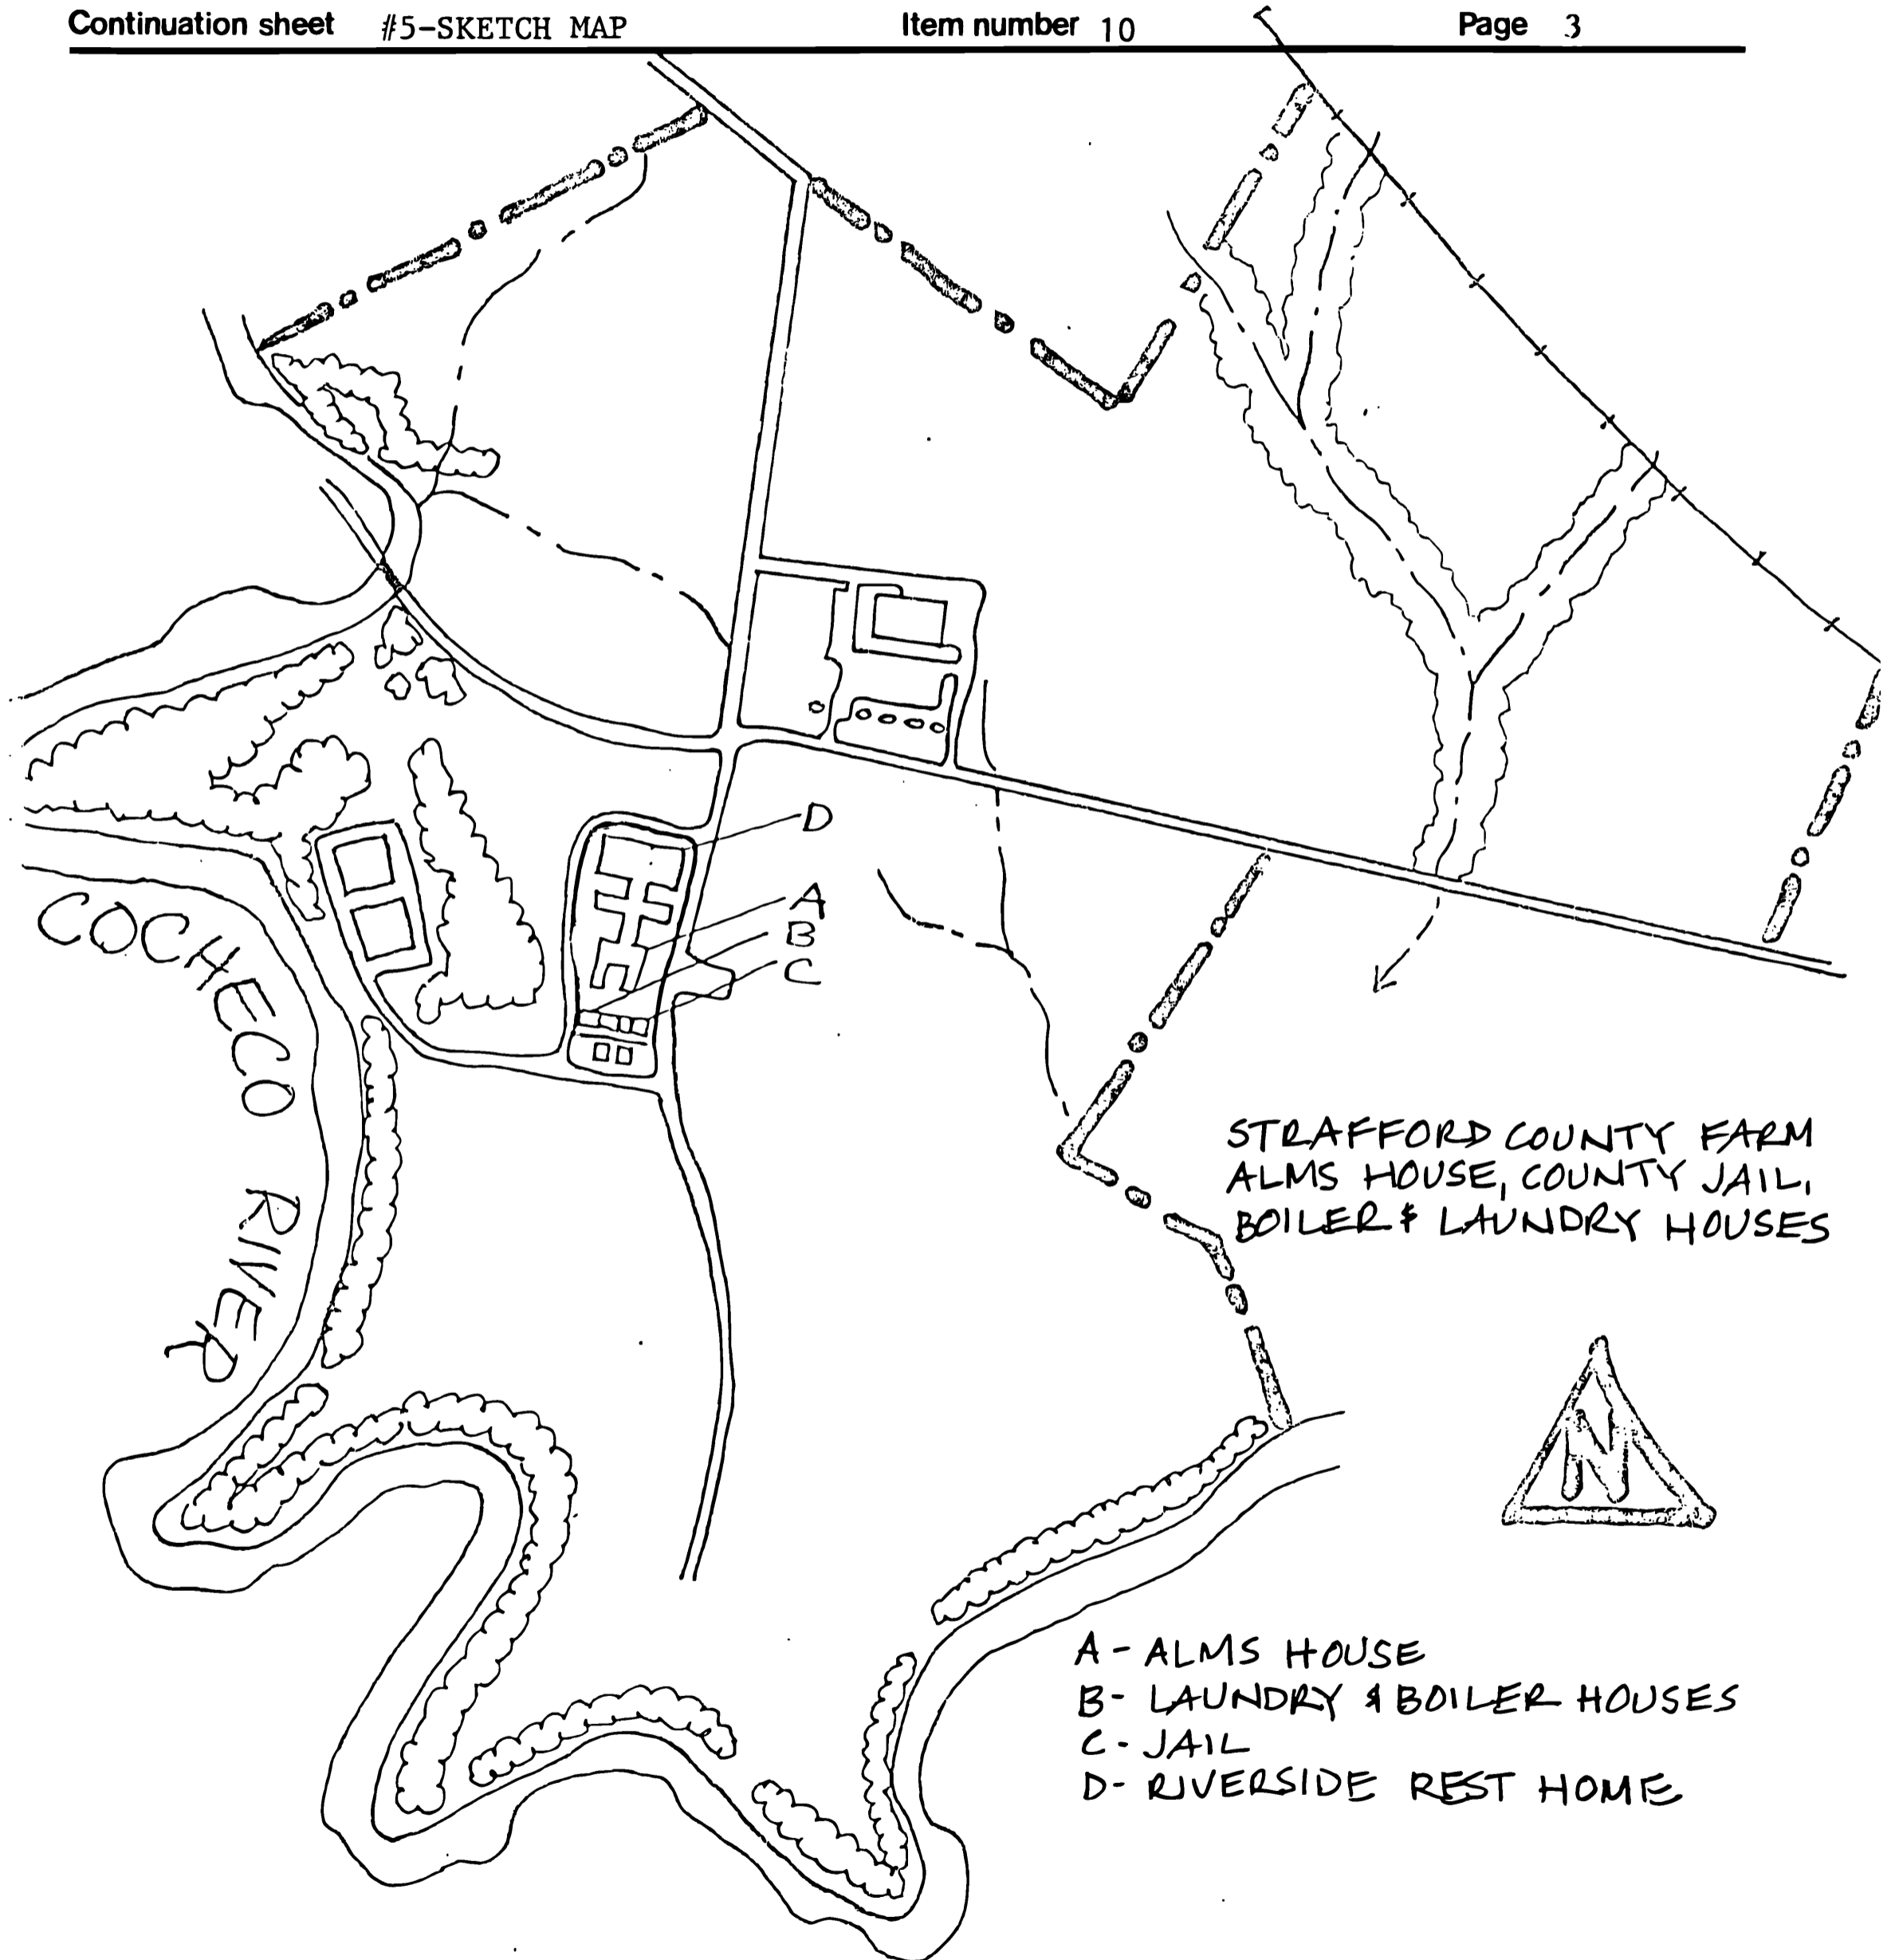 Continuation sheet #5-SKETCH MAP Item number 10 Page 3
D
A
B
C
COCHECO RIVER
STRAFFORD COUNTY FARM
ALMS HOUSE, COUNTY JAIL,
BOILER & LAUNDRY HOUSES
N
A - ALMS HOUSE
B- LAUNDRY & BOILER HOUSES
C - JAIL
D- RIVERSIDE REST HOME